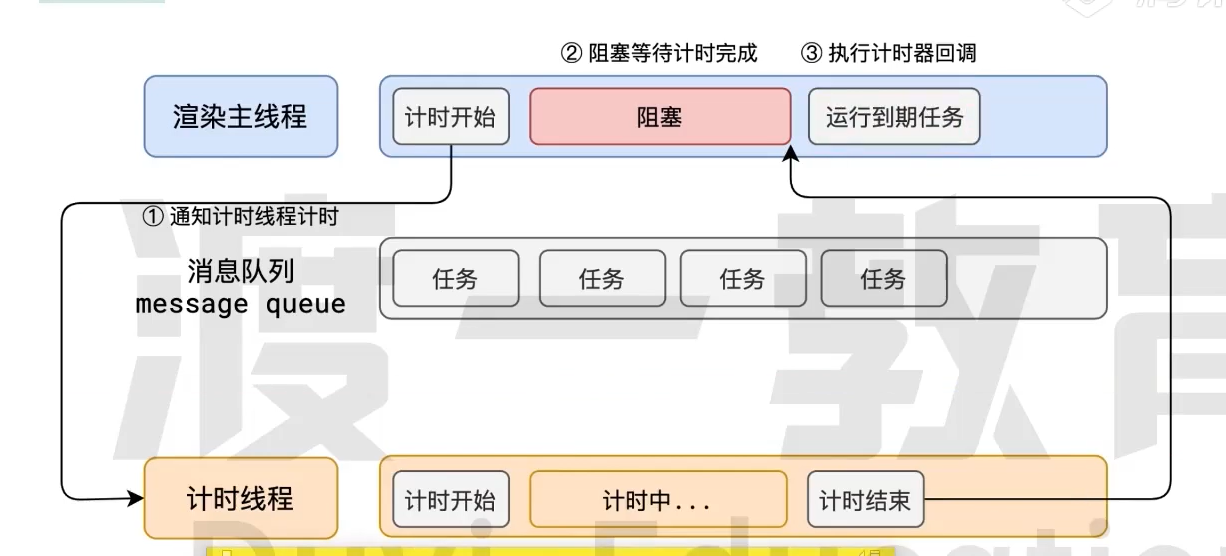 ② 阻塞等待计时完成
③ 执行计时器回调
渲染主线程
计时开始
阻塞
运行到期任务
① 通知计时线程计时
消息队列
message queue
任务
任务
任务
任务
计时线程
计时开始
计时中...
计时结束
渡一教育
Duyi Education